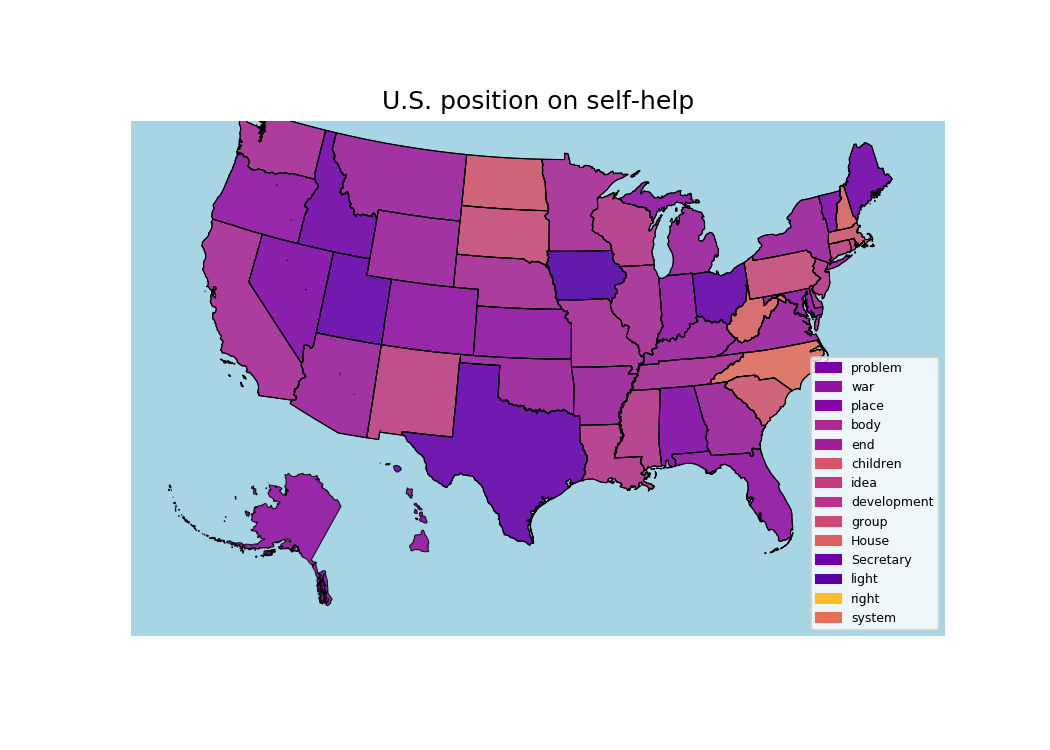 U.S. position on self-help
problem
war
place
body
end
children
idea
development
group
House
Secretary
light
right
system